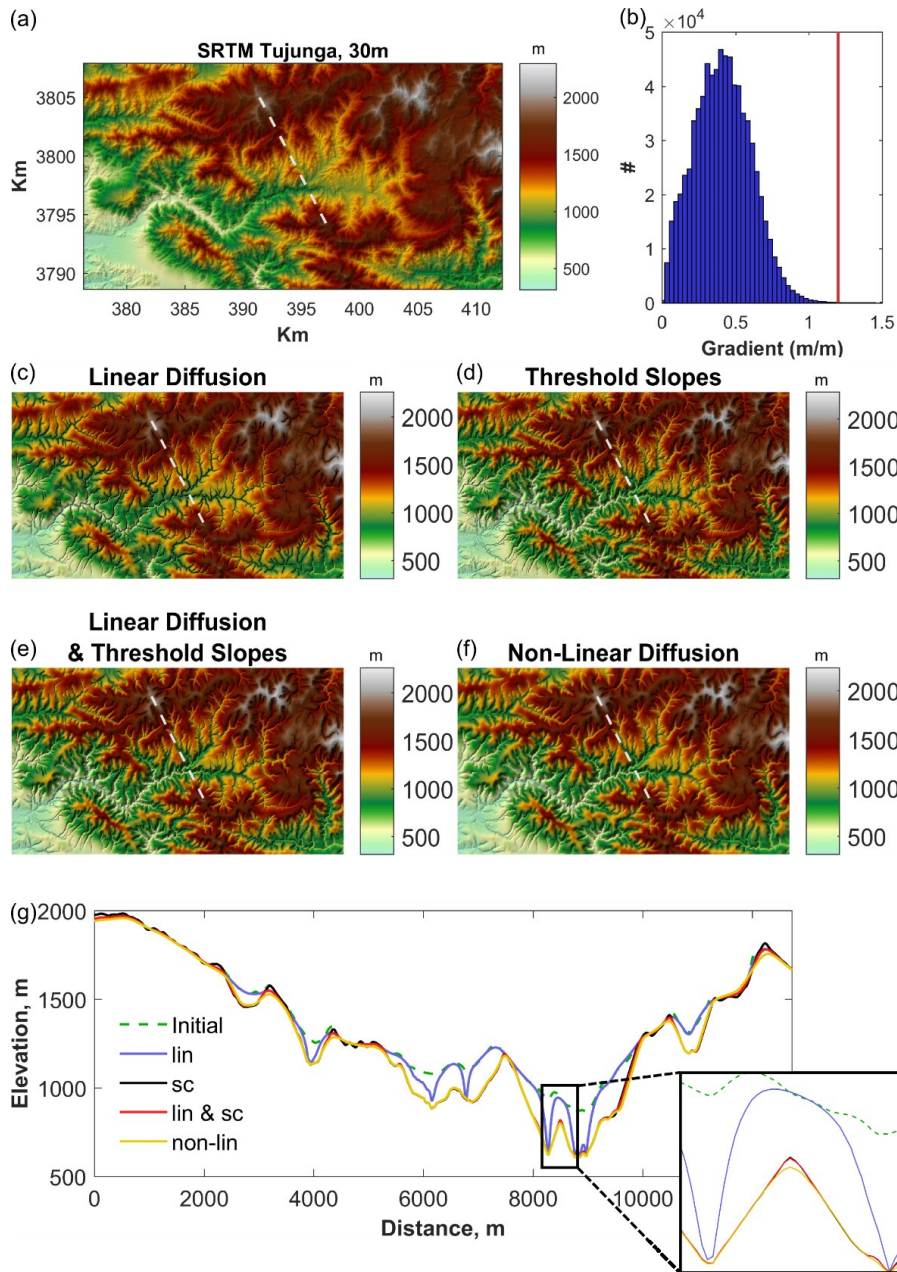 (a)
SRTM Tujunga, 30m
m
3805
3800
3795
3790
Km
380
385
390
395
400
405
410
Km
2000
1500
1000
500
(b)
×10⁴
5
4
3
2
1
0
#
0
0.5
1
1.5
Gradient (m/m)
(c)
Linear Diffusion
m
2000
1500
1000
500
(d)
Threshold Slopes
m
2000
1500
1000
500
(e)
Linear Diffusion
& Threshold Slopes
m
2000
1500
1000
500
(f)
Non-Linear Diffusion
m
2000
1500
1000
500
(g)
2000
1500
1000
500
Elevation, m
Initial
lin
sc
lin & sc
non-lin
0
2000
4000
6000
8000
10000
Distance, m